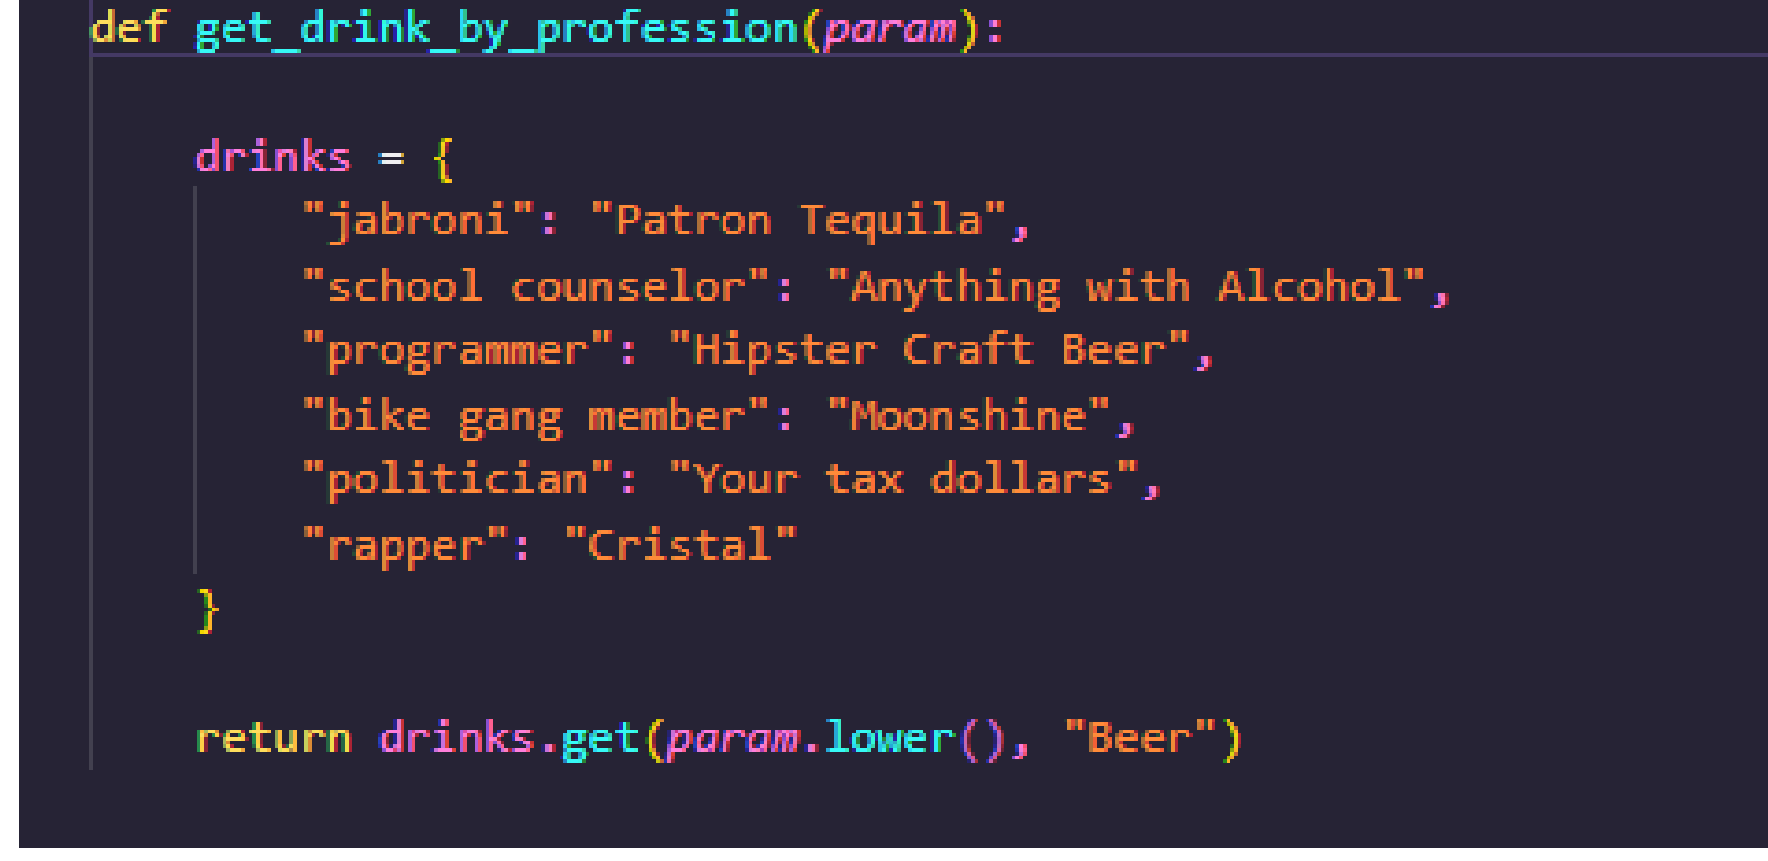 def get_drink_by_profession(param):
drinks = {
"jabroni": "Patron Tequila",
"school counselor": "Anything with Alcohol",
"programmer": "Hipster Craft Beer",
"bike gang member": "Moonshine",
"politician": "Your tax dollars",
"rapper": "Cristal"
}
return drinks.get(param.lower(), "Beer")